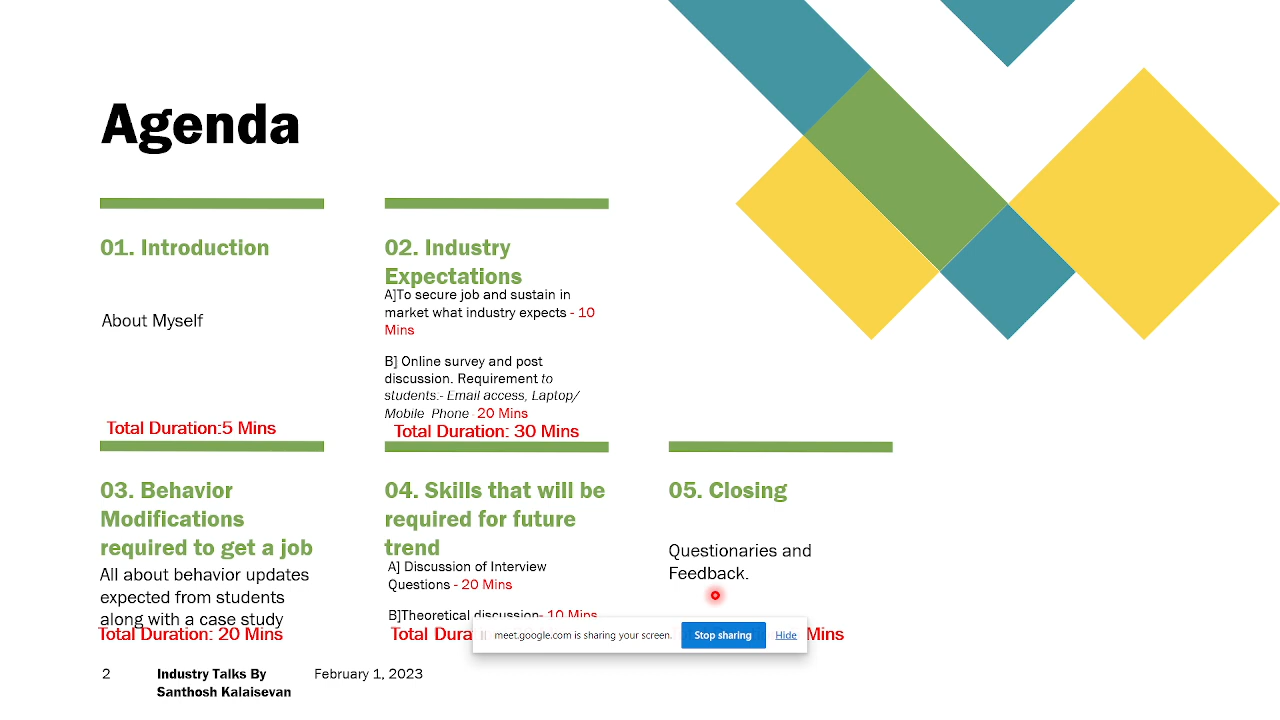 Agenda
01. Introduction
About Myself
Total Duration:5 Mins
02. Industry
Expectations
A]To secure job and sustain in
market what industry expects - 10
Mins
B] Online survey and post
discussion. Requirement to
students.- Email access, Laptop/
Mobile Phone - 20 Mins
Total Duration: 30 Mins
03. Behavior
Modifications
required to get a job
All about behavior updates
expected from students
along with a case study
Total Duration: 20 Mins
04. Skills that will be
required for future
trend
A] Discussion of Interview
Questions - 20 Mins
B]Theoretical discussion- 10 Mins
Total
05. Closing
Questionaries and
Feedback.
Mins
meet.google.com is sharing your screen.
Stop sharing
Hide
2
Industry Talks By
Santhosh Kalaisevan
February 1, 2023